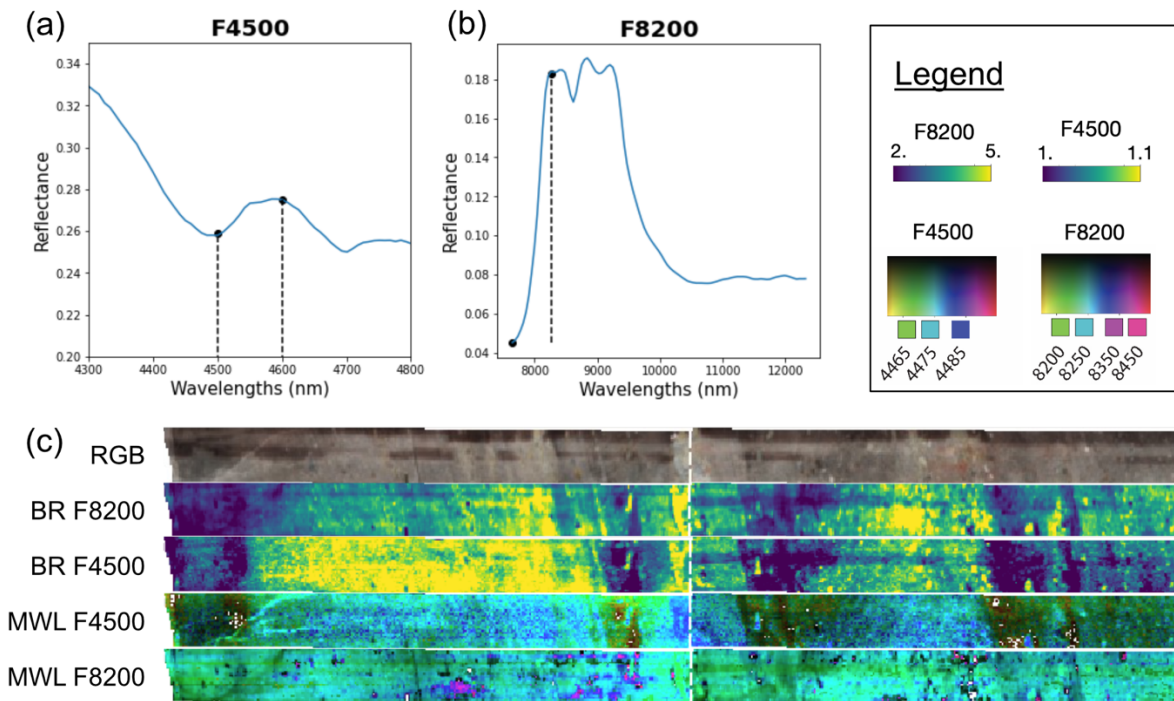 (a)
F4500
Reflectance
0.34
0.32
0.30
0.28
0.26
0.24
0.22
0.20
4300 4400 4500 4600 4700 4800
Wavelengths (nm)
(b)
F8200
Reflectance
0.18
0.16
0.14
0.12
0.10
0.08
0.06
0.04
8000 9000 10000 11000 12000
Wavelengths (nm)
Legend
F8200 F4500
2. 5. 1. 1.1
F4500 F8200
4465 4475 4485 8200 8250 8350 8450
(c)
RGB
BR F8200
BR F4500
MWL F4500
MWL F8200